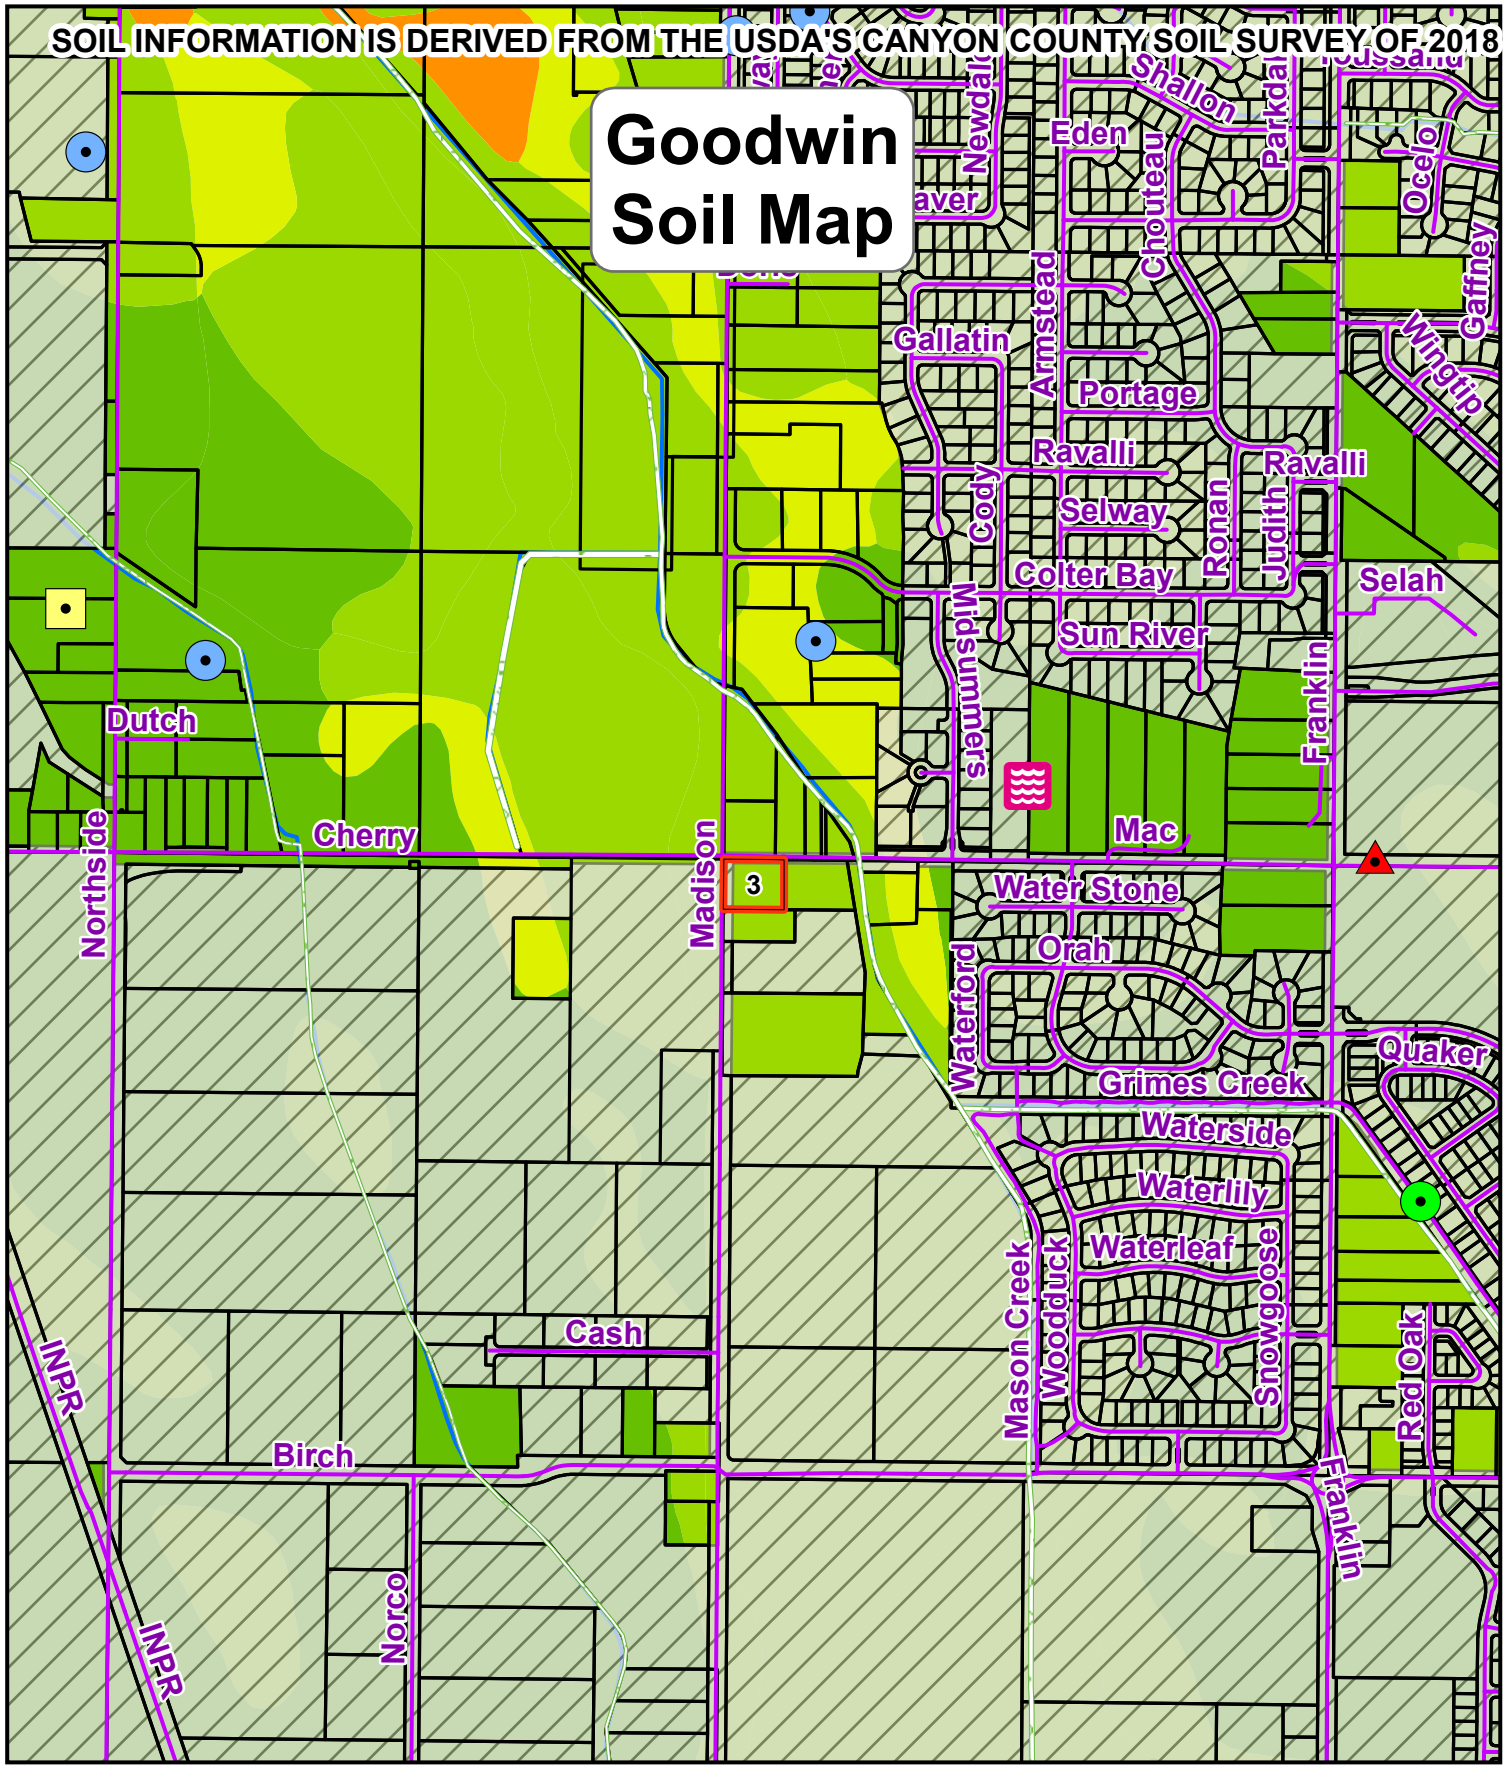 SOIL INFORMATION IS DERIVED FROM THE USDA'S CANYON COUNTY SOIL SURVEY OF 2018
Goodwin
Soil Map
Newdale
Shallon
Parkdale
Eden
Chouteau
Ocelo
Gaffney
Armstead
Gallatin
Wingtip
Portage
Ravalli
Ravalli
Cody
Selway
Ronan
Judith
Colter Bay
Selah
Midsummers
Sun River
Franklin
Dutch
Northside
Cherry
Madison
Mac
3
Water Stone
Orah
Waterford
Quaker
Grimes Creek
Waterside
Waterlily
Waterleaf
Mason Creek
Woodduck
Snowgoose
Cash
Red Oak
INPR
Birch
Franklin
Norco
INPR